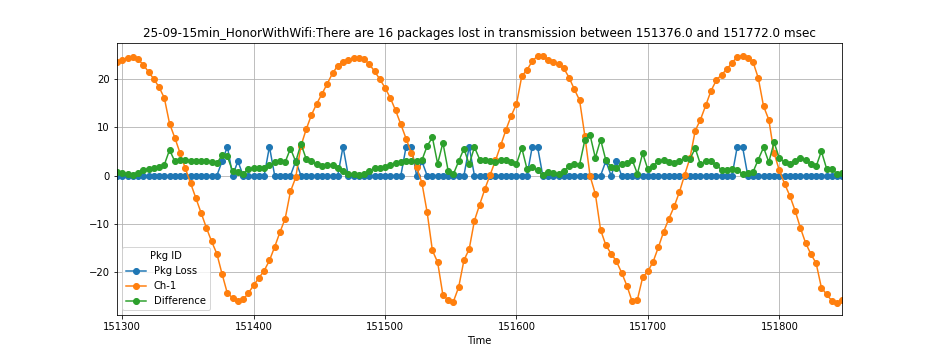 25-09-15min_HonorWithWifi:There are 16 packages lost in transmission between 151376.0 and 151772.0 msec
20
10
0
−10
−20
Pkg ID
Pkg Loss
Ch-1
Difference
151300 151400 151500 151600 151700 151800
Time